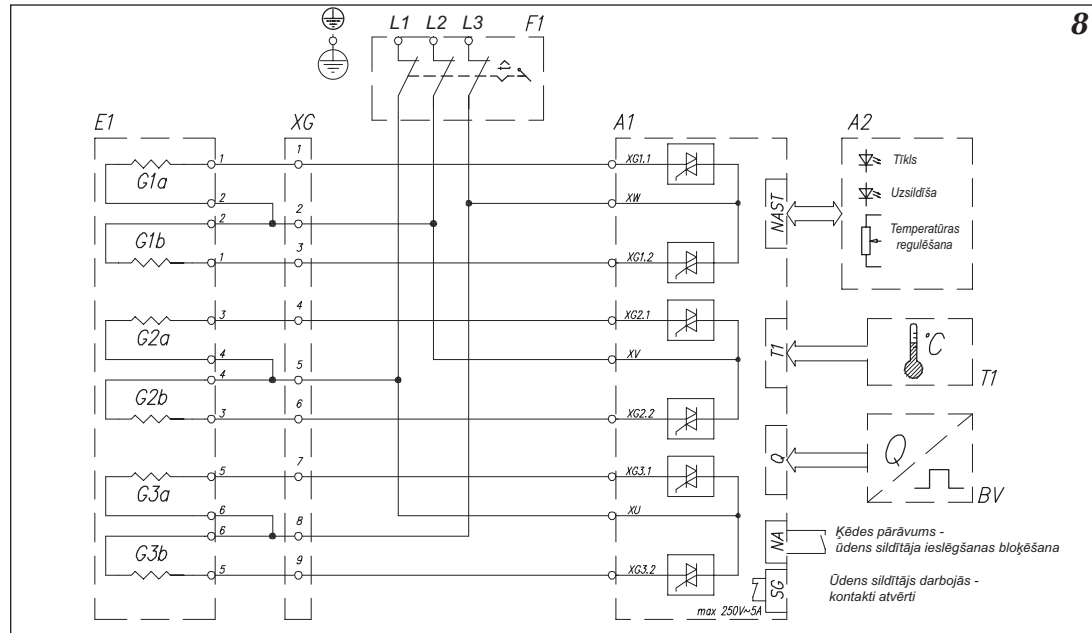 8
L1 L2 L3 F1
E1 XG A1 A2
G1a 1 1 XG1.1
2 XW
2 2
G1b 1 3 XG1.2
G2a 3 4 XG2.1
4 XV
4 5
G2b 3 6 XG2.2
G3a 5 7 XG3.1
6 XU
6 8
G3b 5 9 XG3.2
NAST
Tīkls
Uzsildīša
Temperatūras
regulēšana
T1
°C
T1
Q
Q
BV
NA
Ķēdes pārāvums -
ūdens sildītāja ieslēgšanas bloķēšana
SG
max 250V~5A
Ūdens sildītājs darbojās -
kontakti atvērti